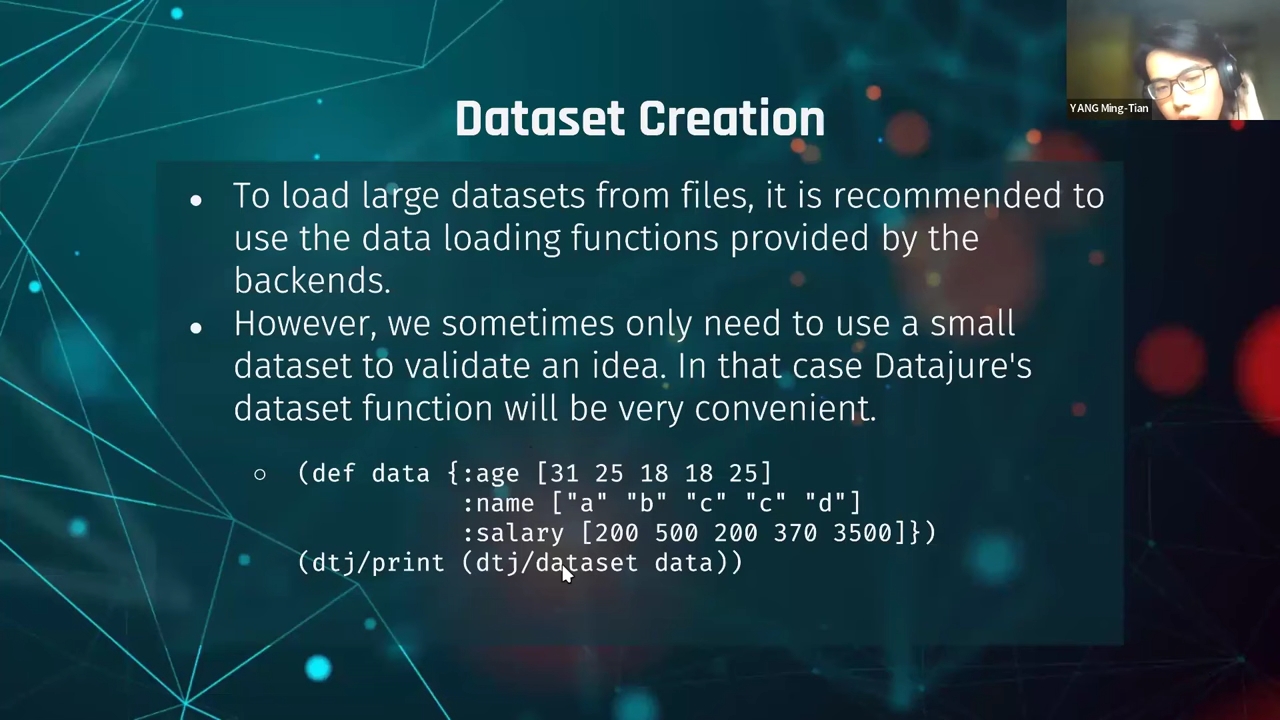 YANG Ming-Tian
Dataset Creation
● To load large datasets from files, it is recommended to
use the data loading functions provided by the
backends.
● However, we sometimes only need to use a small
dataset to validate an idea. In that case Datajure's
dataset function will be very convenient.
○ (def data {:age [31 25 18 18 25]
:name ["a" "b" "c" "c" "d"]
:salary [200 500 200 370 3500]})
(dtj/print (dtj/dataset data))